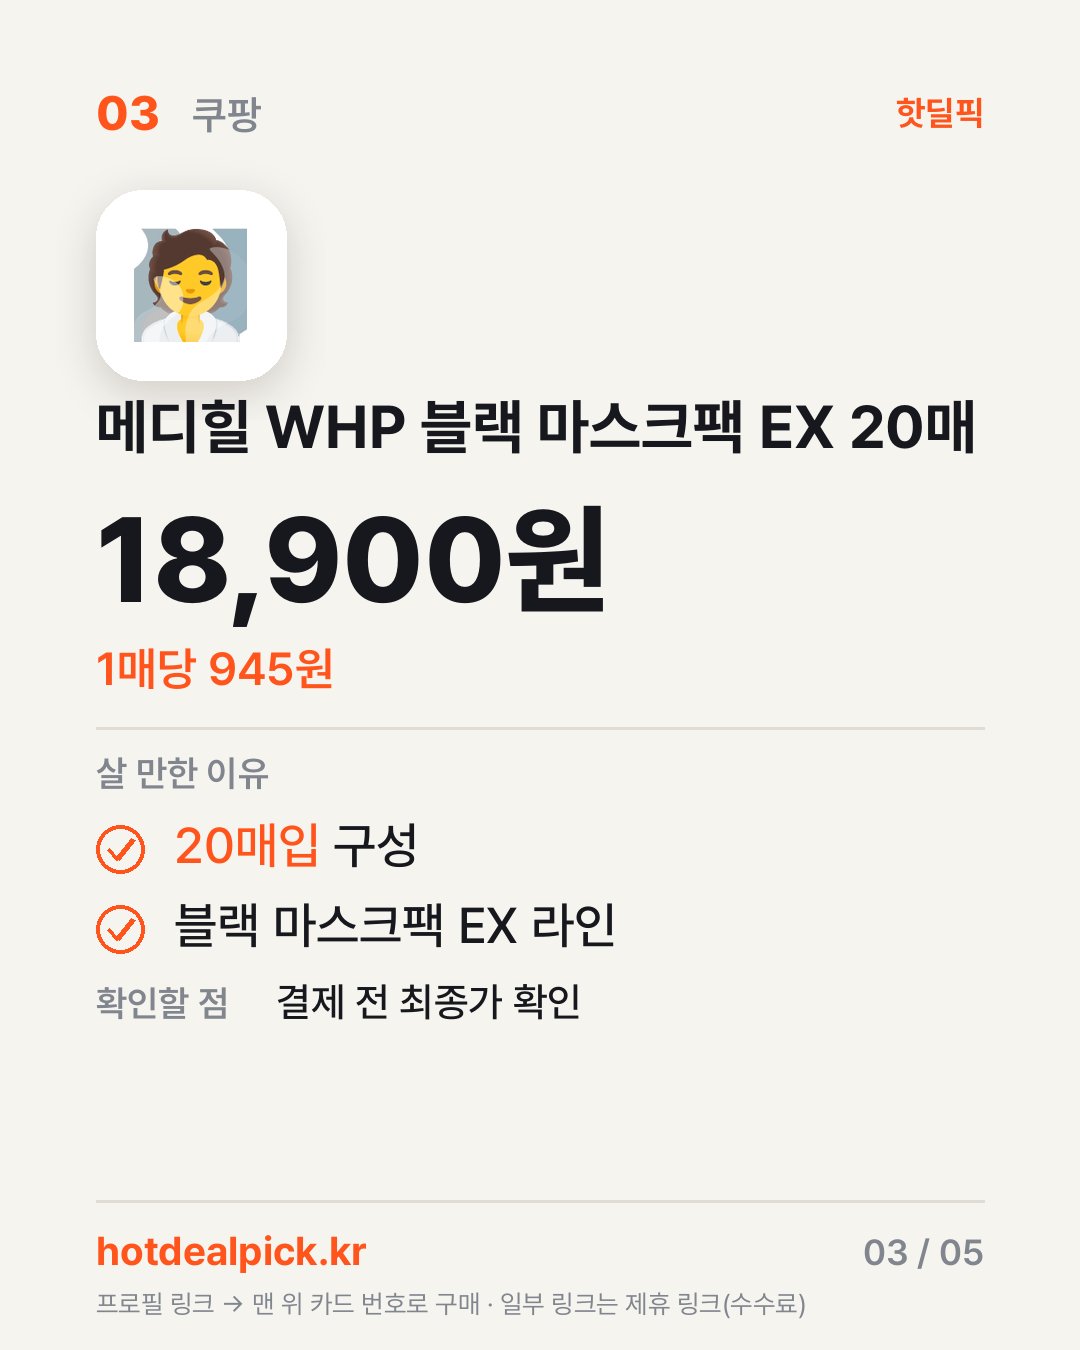 03 쿠팡 핫딜픽
메디힐 WHP 블랙 마스크팩 EX 20매
18,900원
1매당 945원
살 만한 이유
20매입 구성
블랙 마스크팩 EX 라인
확인할 점 결제 전 최종가 확인
hotdealpick.kr 03 / 05
프로필 링크 → 맨 위 카드 번호로 구매 · 일부 링크는 제휴 링크(수수료)